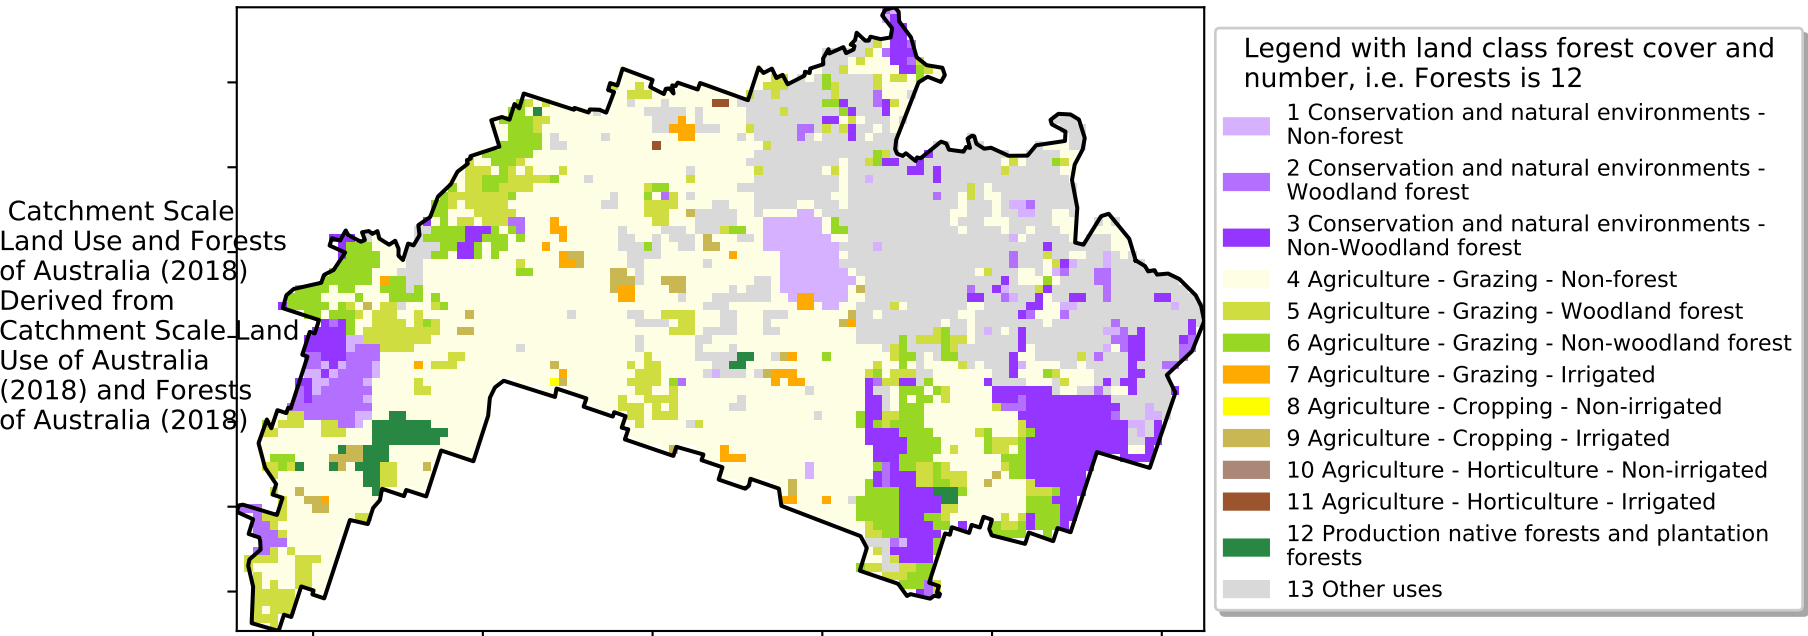 Catchment Scale
Land Use and Forests
of Australia (2018)
Derived from
Catchment Scale Land
Use of Australia
(2018) and Forests
of Australia (2018)
Legend with land class forest cover and
number, i.e. Forests is 12
1 Conservation and natural environments -
Non-forest
2 Conservation and natural environments -
Woodland forest
3 Conservation and natural environments -
Non-Woodland forest
4 Agriculture - Grazing - Non-forest
5 Agriculture - Grazing - Woodland forest
6 Agriculture - Grazing - Non-woodland forest
7 Agriculture - Grazing - Irrigated
8 Agriculture - Cropping - Non-irrigated
9 Agriculture - Cropping - Irrigated
10 Agriculture - Horticulture - Non-irrigated
11 Agriculture - Horticulture - Irrigated
12 Production native forests and plantation
forests
13 Other uses